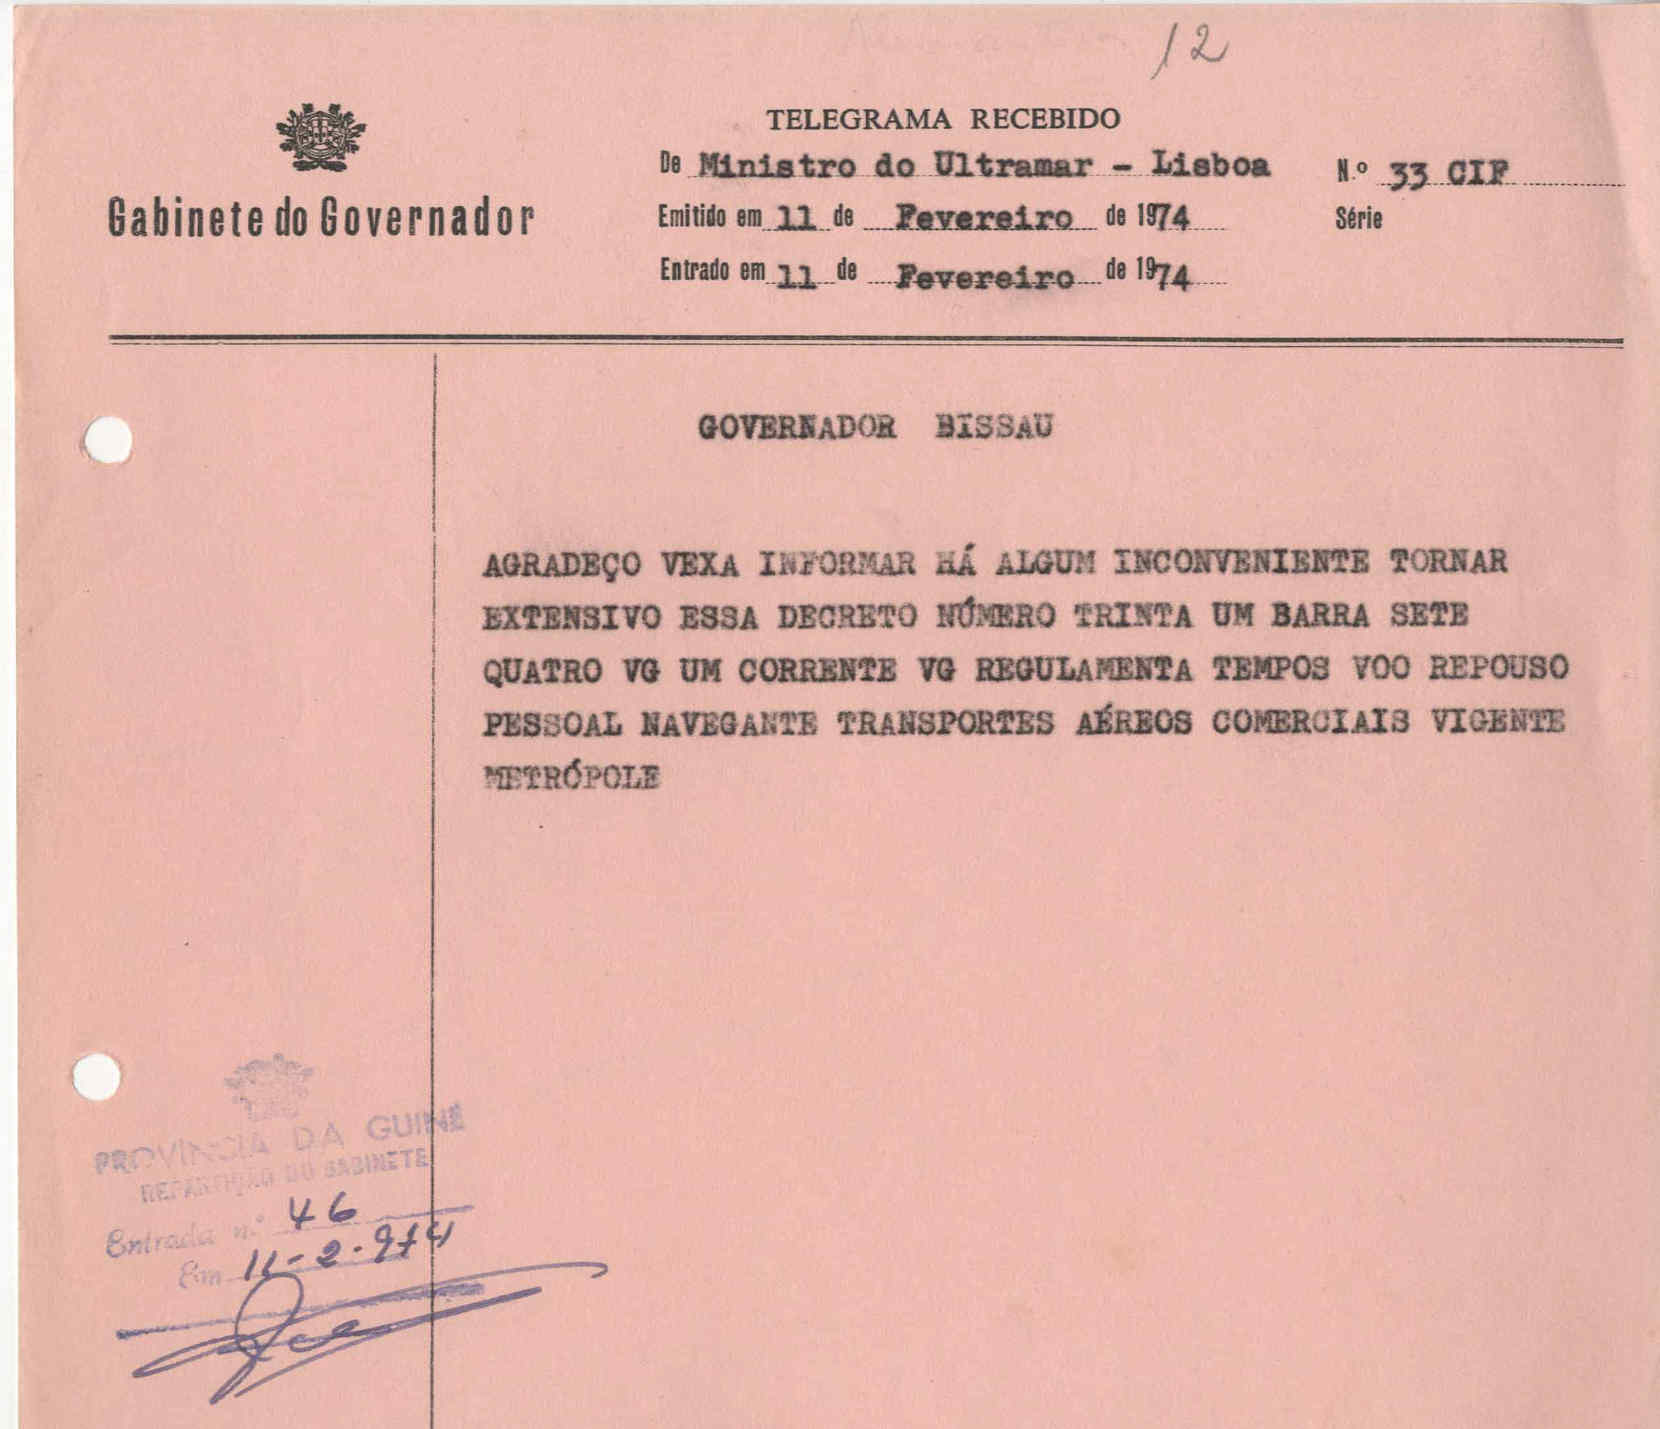 12
TELEGRAMA RECEBIDO
De Ministro do Ultramar - Lisboa Nº 33 CIF
Gabinete do Governador
Emitido em 11 de Fevereiro de 1974 Série
Entrado em 11 de Fevereiro de 1974
GOVERNADOR BISSAU
AGRADEÇO VEXA INFORMAR HÁ ALGUM INCONVENIENTE TORNAR
EXTENSIVO ESSA DECRETO NÚMERO TRINTA UM BARRA SETE
QUATRO VG UM CORRENTE VG REGULAMENTA TEMPOS VOO REPOUSO
PESSOAL NAVEGANTE TRANSPORTES AÉREOS COMERCIAIS VIGENTE
METRÓPOLE
PROVÍNCIA DA GUINÉ
REPARTIÇÃO DO GABINETE
Entrada n.º 46
Em 11-2-974